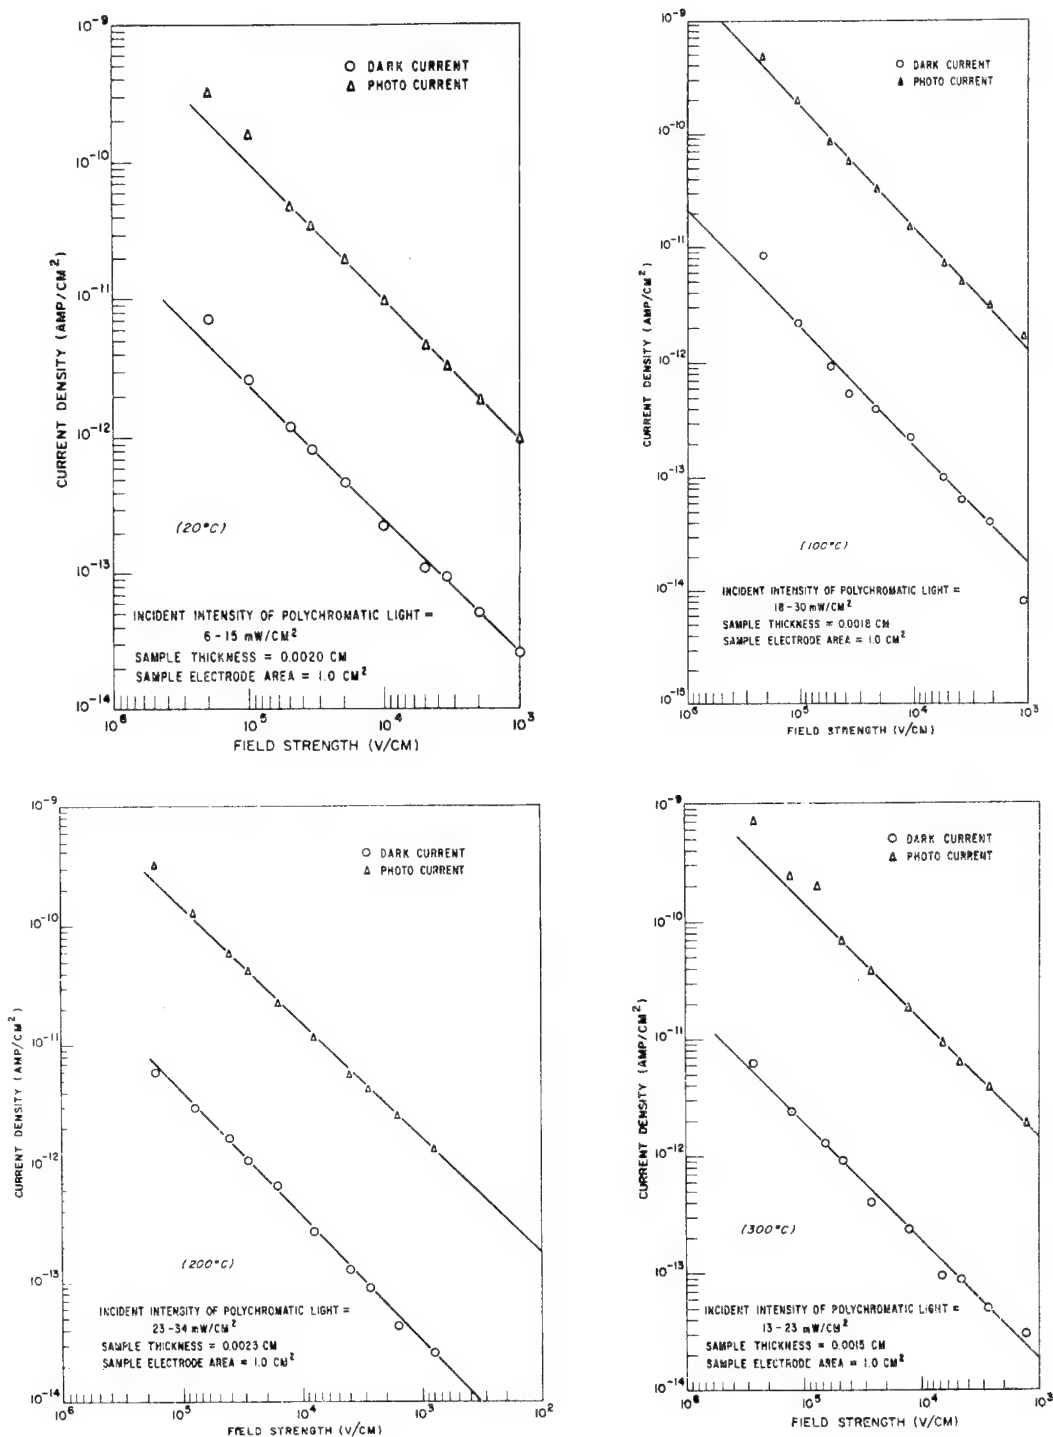 10⁻⁹
○ DARK CURRENT
△ PHOTO CURRENT
10⁻¹⁰
10⁻¹¹
10⁻¹²
10⁻¹³
10⁻¹⁴
CURRENT DENSITY (AMP/CM²)
(20°C)
INCIDENT INTENSITY OF POLYCHROMATIC LIGHT =
6-15 mW/CM²
SAMPLE THICKNESS = 0.0020 CM
SAMPLE ELECTRODE AREA = 1.0 CM²
10⁶ 10⁵ 10⁴ 10³
FIELD STRENGTH (V/CM)
10⁻⁹
○ DARK CURRENT
△ PHOTO CURRENT
10⁻¹⁰
10⁻¹¹
10⁻¹²
10⁻¹³
10⁻¹⁴
10⁻¹⁵
CURRENT DENSITY (AMP/CM²)
(100°C)
INCIDENT INTENSITY OF POLYCHROMATIC LIGHT =
18-30 mW/CM²
SAMPLE THICKNESS = 0.0018 CM
SAMPLE ELECTRODE AREA = 1.0 CM²
10⁶ 10⁵ 10⁴ 10³
FIELD STRENGTH (V/CM)
10⁻⁹
○ DARK CURRENT
△ PHOTO CURRENT
10⁻¹⁰
10⁻¹¹
10⁻¹²
10⁻¹³
10⁻¹⁴
CURRENT DENSITY (AMP/CM²)
(200°C)
INCIDENT INTENSITY OF POLYCHROMATIC LIGHT =
23-34 mW/CM²
SAMPLE THICKNESS = 0.0023 CM
SAMPLE ELECTRODE AREA = 1.0 CM²
10⁶ 10⁵ 10⁴ 10³ 10²
FIELD STRENGTH (V/CM)
10⁻⁹
○ DARK CURRENT
△ PHOTO CURRENT
10⁻¹⁰
10⁻¹¹
10⁻¹²
10⁻¹³
10⁻¹⁴
CURRENT DENSITY (AMP/CM²)
(300°C)
INCIDENT INTENSITY OF POLYCHROMATIC LIGHT =
13-23 mW/CM²
SAMPLE THICKNESS = 0.0015 CM
SAMPLE ELECTRODE AREA = 1.0 CM²
10⁶ 10⁵ 10⁴ 10³
FIELD STRENGTH (V/CM)